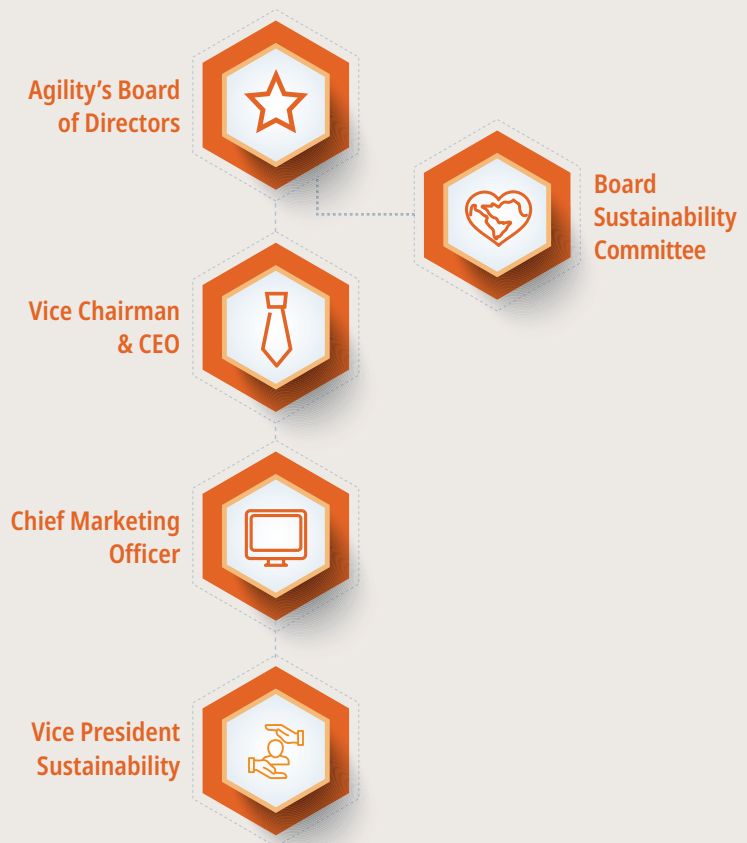 Agility's Board
of Directors
Board
Sustainability
Committee
Vice Chairman
& CEO
Chief Marketing
Officer
Vice President
Sustainability